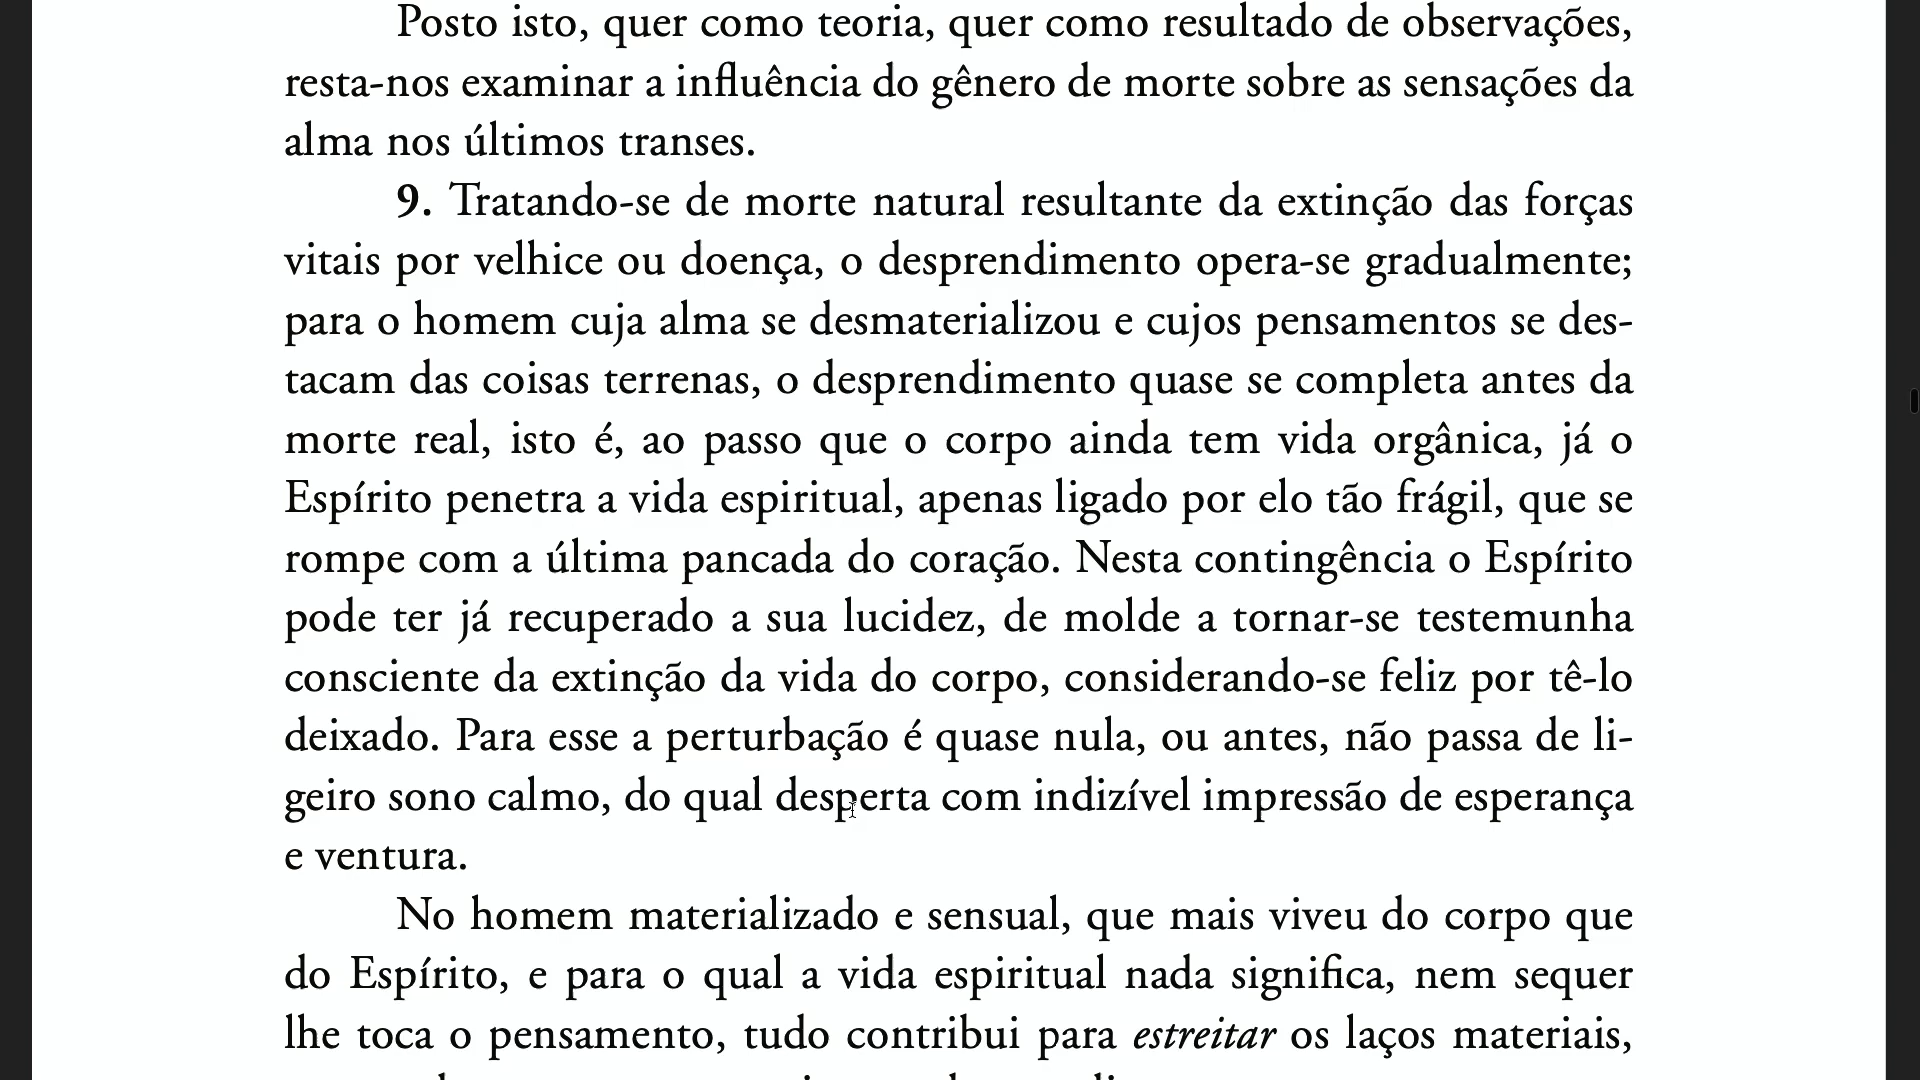 Posto isto, quer como teoria, quer como resultado de observações,
resta-nos examinar a influência do gênero de morte sobre as sensações da
alma nos últimos transes.
9. Tratando-se de morte natural resultante da extinção das forças
vitais por velhice ou doença, o desprendimento opera-se gradualmente;
para o homem cuja alma se desmaterializou e cujos pensamentos se des-
tacam das coisas terrenas, o desprendimento quase se completa antes da
morte real, isto é, ao passo que o corpo ainda tem vida orgânica, já o
Espírito penetra a vida espiritual, apenas ligado por elo tão frágil, que se
rompe com a última pancada do coração. Nesta contingência o Espírito
pode ter já recuperado a sua lucidez, de molde a tornar-se testemunha
consciente da extinção da vida do corpo, considerando-se feliz por tê-lo
deixado. Para esse a perturbação é quase nula, ou antes, não passa de li-
geiro sono calmo, do qual desperta com indizível impressão de esperança
e ventura.
No homem materializado e sensual, que mais viveu do corpo que
do Espírito, e para o qual a vida espiritual nada significa, nem sequer
lhe toca o pensamento, tudo contribui para estreitar os laços materiais,